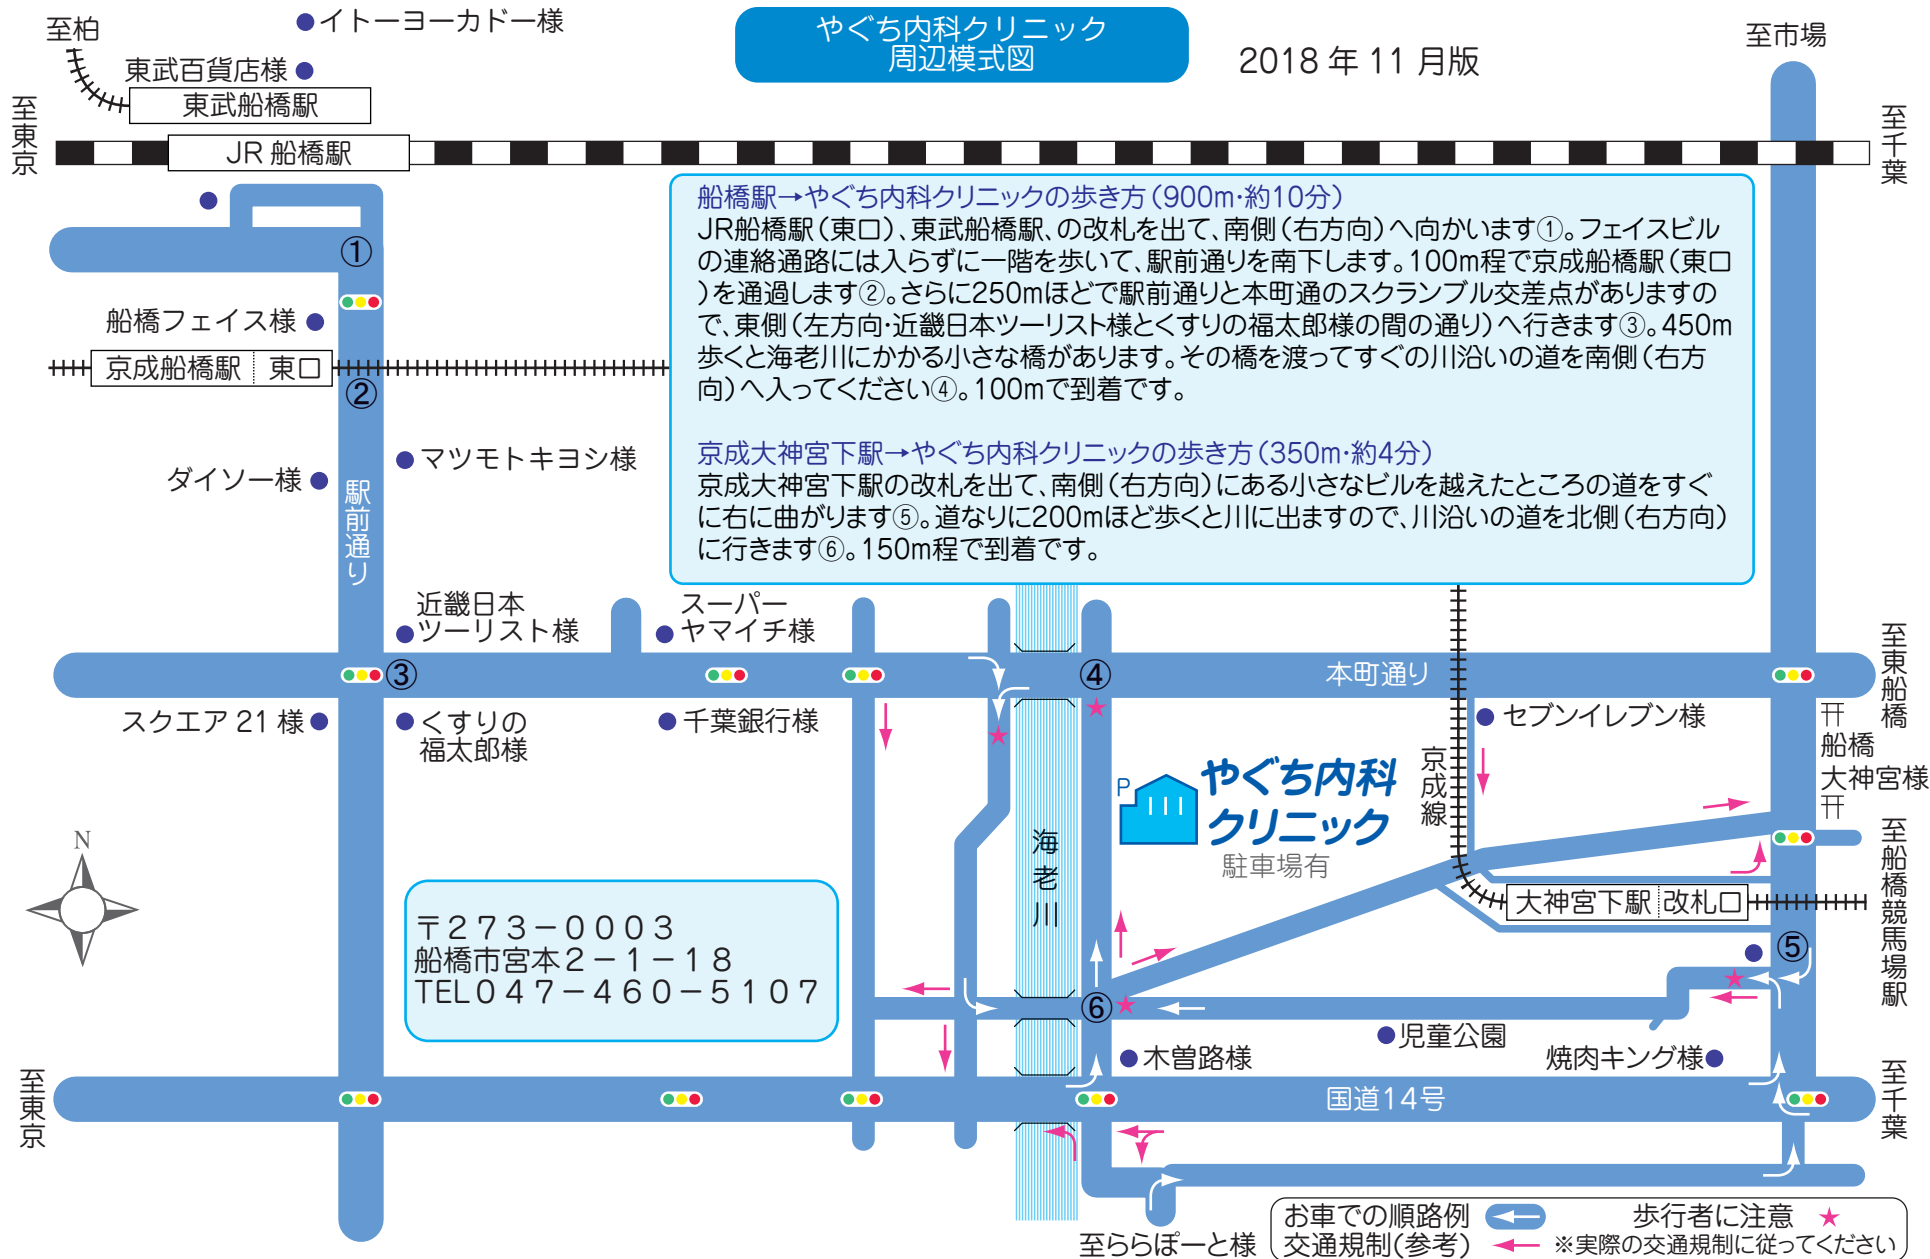 やぐち内科クリニック
周辺模式図
2018 年 11 月版
イトーヨーカドー様
至柏
東武百貨店様
東武船橋駅
至東京
JR 船橋駅
至市場
至千葉
①
船橋フェイス様
京成船橋駅 東口
②
マツモトキヨシ様
ダイソー様
駅前通り
船橋駅→やぐち内科クリニックの歩き方（900m・約10分）
JR船橋駅（東口）、東武船橋駅、の改札を出て、南側（右方向）へ向かいます①。フェイスビル
の連絡通路には入らずに一階を歩いて、駅前通りを南下します。100m程で京成船橋駅（東口
）を通過します②。さらに250mほどで駅前通りと本町通のスクランブル交差点がありますの
で、東側（左方向・近畿日本ツーリスト様とくすりの福太郎様の間の通り）へ行きます③。450m
歩くと海老川にかかる小さな橋があります。その橋を渡ってすぐの川沿いの道を南側（右方
向）へ入ってください④。100mで到着です。
京成大神宮下駅→やぐち内科クリニックの歩き方（350m・約4分）
京成大神宮下駅の改札を出て、南側（右方向）にある小さなビルを越えたところの道をすぐ
に右に曲がります⑤。道なりに200mほど歩くと川に出ますので、川沿いの道を北側（右方向）
に行きます⑥。150m程で到着です。
近畿日本
ツーリスト様
スーパー
ヤマイチ様
③
④
本町通り
至東船橋
スクエア 21 様
くすりの
福太郎様
千葉銀行様
セブンイレブン様
船橋
大神宮様
京成線
P
やぐち内科
クリニック
駐車場有
海老川
N
大神宮下駅 改札口
至船橋競馬場駅
⑤
〒273－0003
船橋市宮本2－1－18
TEL047－460－5107
⑥
児童公園
木曽路様
焼肉キング様
至東京
国道14号
至千葉
至ららぽーと様
お車での順路例
歩行者に注意 ★
交通規制(参考)
※実際の交通規制に従ってください